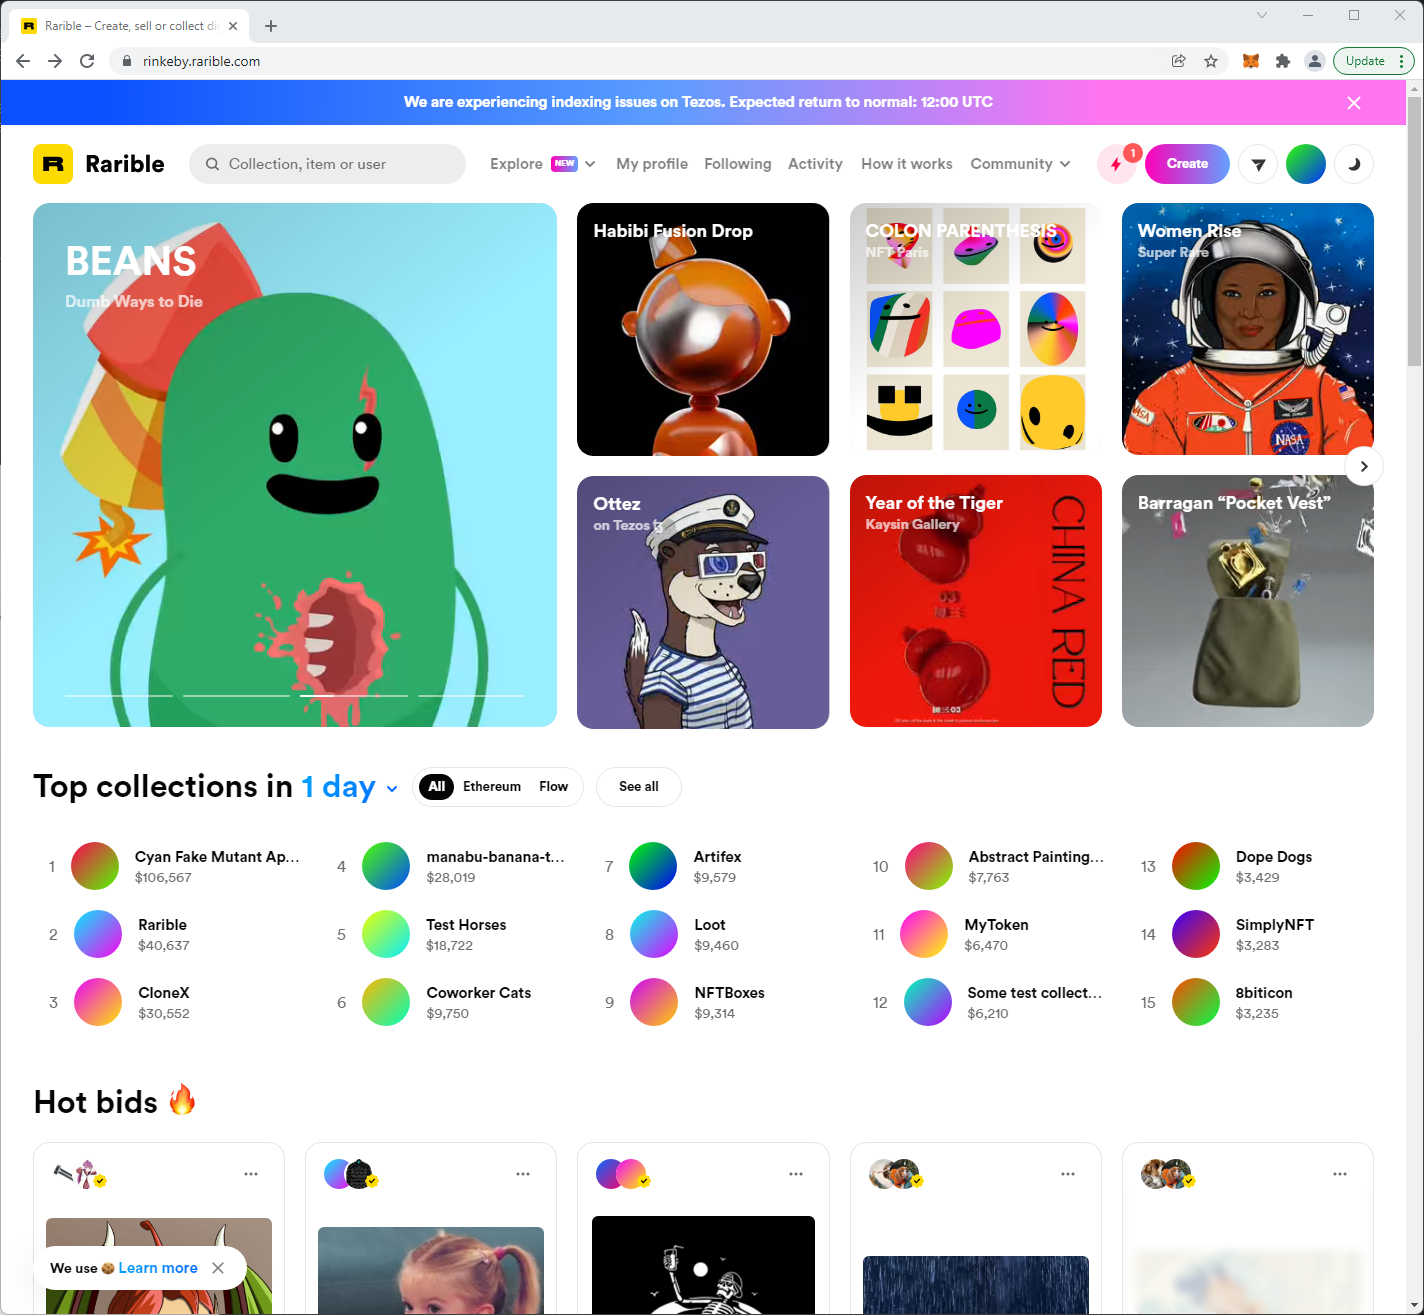 Rarible – Create, sell or collect di
rinkeby.rarible.com
Update
We are experiencing indexing issues on Tezos. Expected return to normal: 12:00 UTC
Rarible
Collection, item or user
Explore NEW
My profile
Following
Activity
How it works
Community
1
Create
BEANS
Dumb Ways to Die
Habibi Fusion Drop
COLON PARENTHESIS
NFT Paris
Women Rise
Super Rare
NASA
Ottez
on Tezos
Year of the Tiger
Kaysin Gallery
CHINA RED
03
03
Barragan “Pocket Vest”
Top collections in 1 day
All Ethereum Flow
See all
1 Cyan Fake Mutant Ap...
$106,567
2 Rarible
$40,637
3 CloneX
$30,552
4 manabu-banana-t...
$28,019
5 Test Horses
$18,722
6 Coworker Cats
$9,750
7 Artifex
$9,579
8 Loot
$9,460
9 NFTBoxes
$9,314
10 Abstract Painting...
$7,763
11 MyToken
$6,470
12 Some test collect...
$6,210
13 Dope Dogs
$3,429
14 SimplyNFT
$3,283
15 8biticon
$3,235
Hot bids
We use Learn more